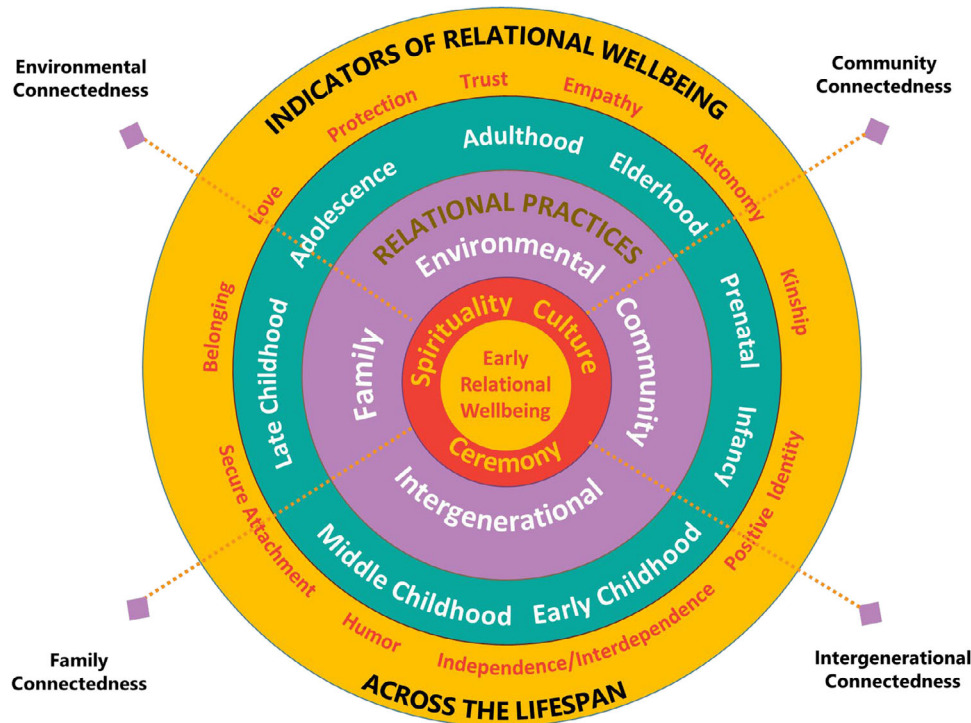 Environmental
Connectedness
Community
Connectedness
INDICATORS OF RELATIONAL WELLBEING
Love
Protection
Trust
Empathy
Autonomy
Kinship
Positive Identity
Independence/Interdependence
Humor
Secure Attachment
Belonging
Adolescence
Adulthood
Elderhood
Prenatal
Infancy
Early Childhood
Middle Childhood
Late Childhood
RELATIONAL PRACTICES
Environmental
Community
Intergenerational
Family
Spirituality
Culture
Ceremony
Early
Relational
Wellbeing
ACROSS THE LIFESPAN
Family
Connectedness
Intergenerational
Connectedness